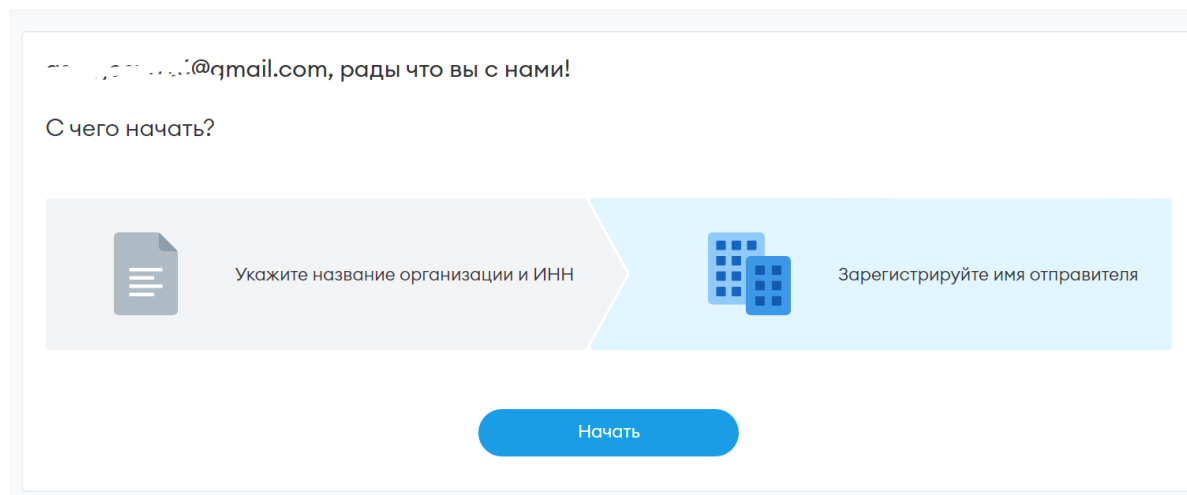 @gmail.com, рады что вы с нами!
С чего начать?
Укажите название организации и ИНН
Зарегистрируйте имя отправителя
Начать